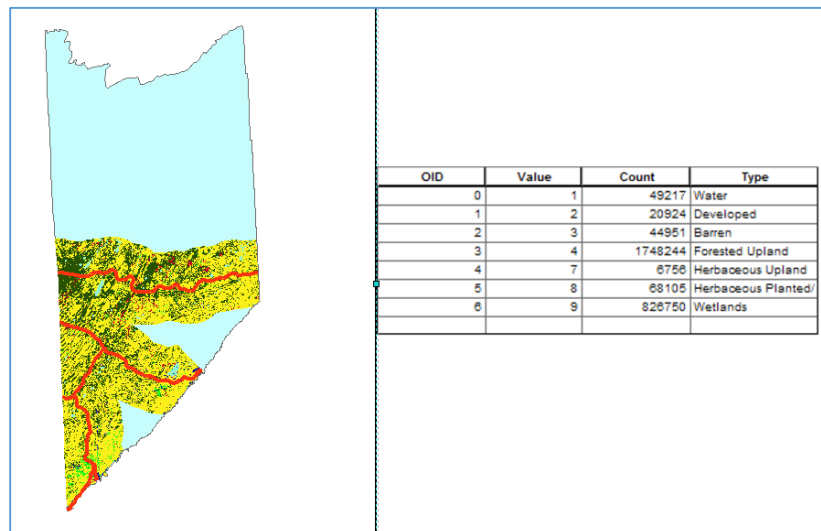 OID Value Count Type
0 1 49217 Water
1 2 20924 Developed
2 3 44951 Barren
3 4 1748244 Forested Upland
4 7 6756 Herbaceous Upland
5 8 68105 Herbaceous Planted/
6 9 826750 Wetlands